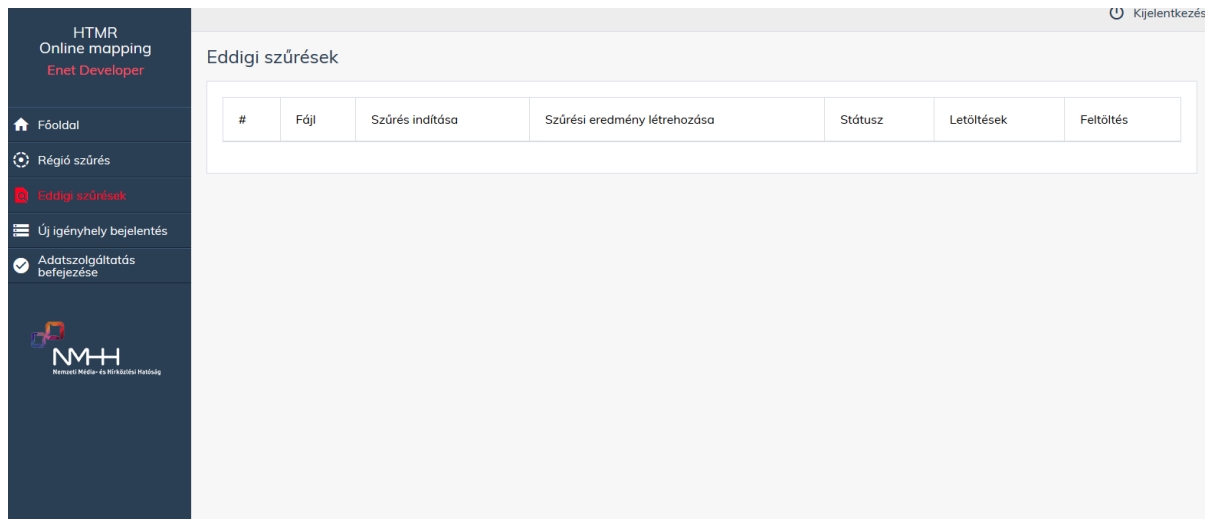 Kijelentkezés
HTMR
Online mapping
Enet Developer
Főoldal
Régió szűrés
Eddigi szűrések
Új igényhely bejelentés
Adatszolgáltatás
befejezése
NMHH
Nemzeti Média- és Hírközlési Hatóság
Eddigi szűrések
# Fájl Szűrés indítása Szűrési eredmény létrehozása Státusz Letöltések Feltöltés